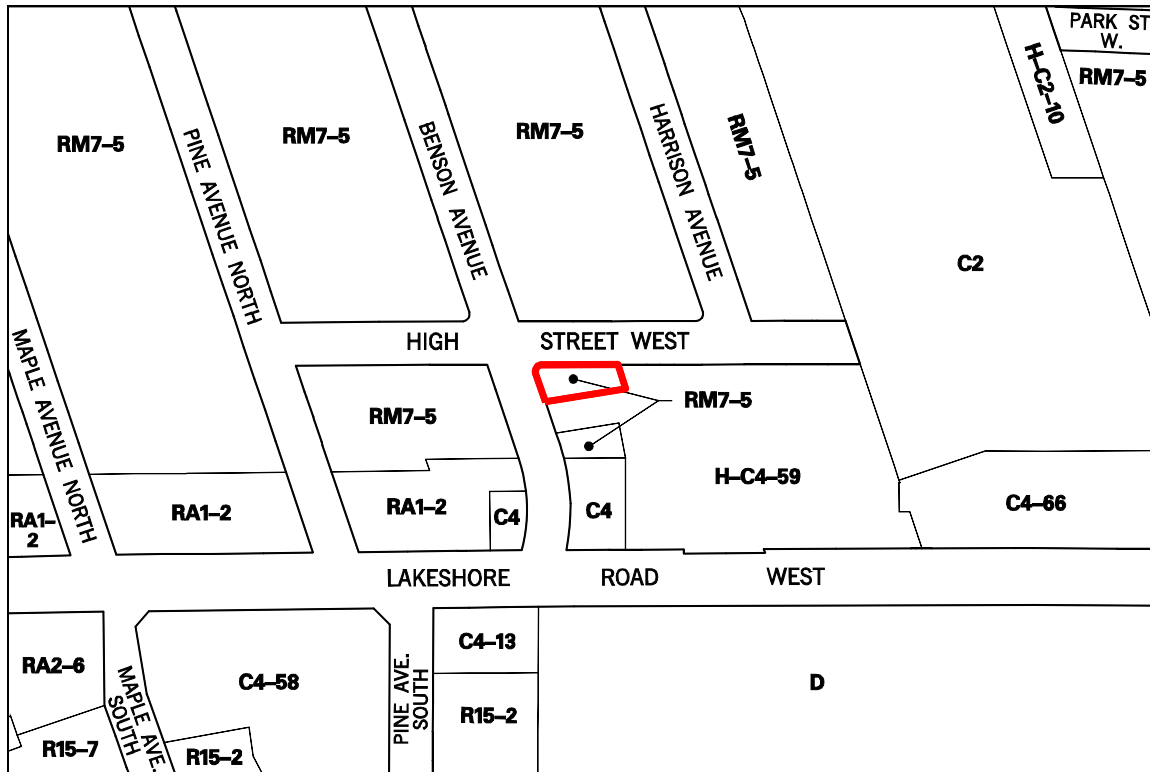 PARK ST
W.
RM7–5
H–C2–10
RM7–5
PINE AVENUE NORTH
RM7–5
BENSON AVENUE
RM7–5
HARRISON AVENUE
RM7–5
C2
MAPLE AVENUE NORTH
HIGH STREET WEST
RM7–5
RM7–5
H–C4–59
RA1–
2
RA1–2
RA1–2
C4
C4
C4–66
LAKESHORE ROAD WEST
RA2–6
MAPLE AVE.
SOUTH
C4–58
PINE AVE.
SOUTH
C4–13
D
R15–2
R15–7
R15–2